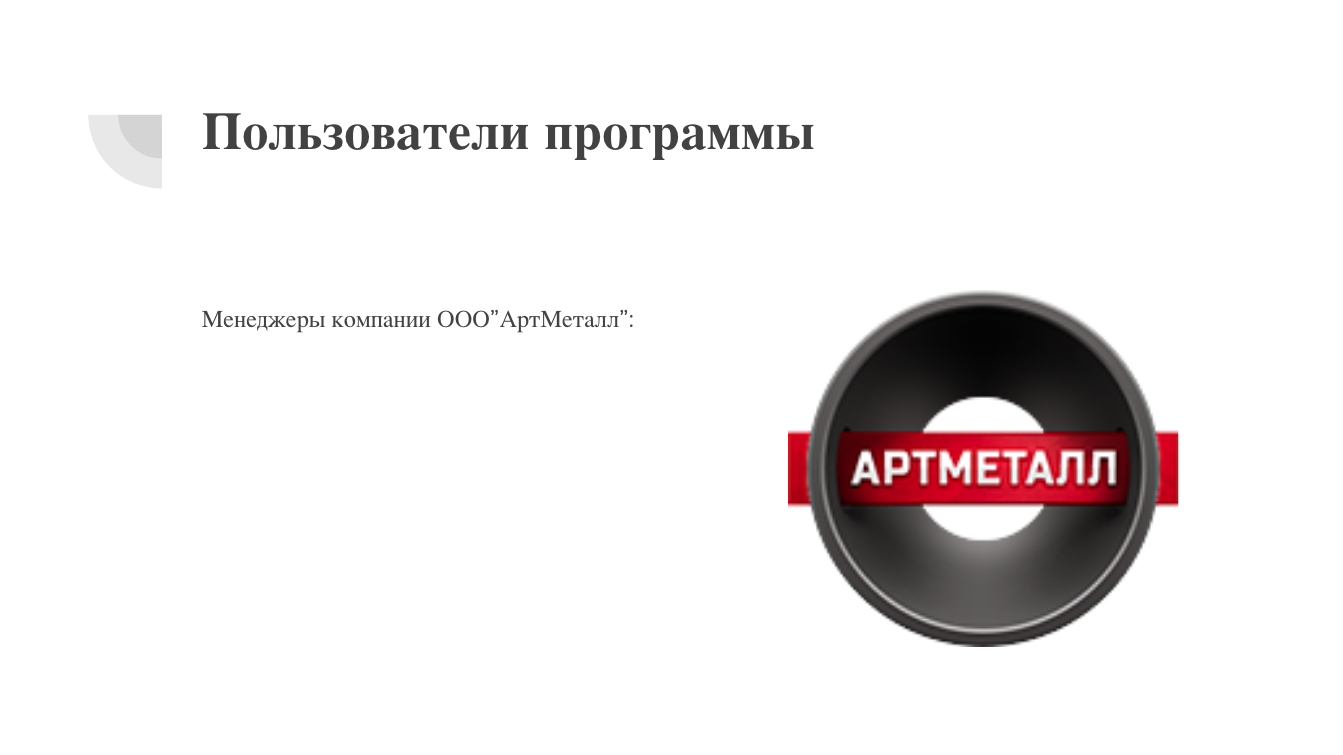 Пользователи программы
Менеджеры компании ООО”АртМеталл”:
АРТМЕТАЛЛ